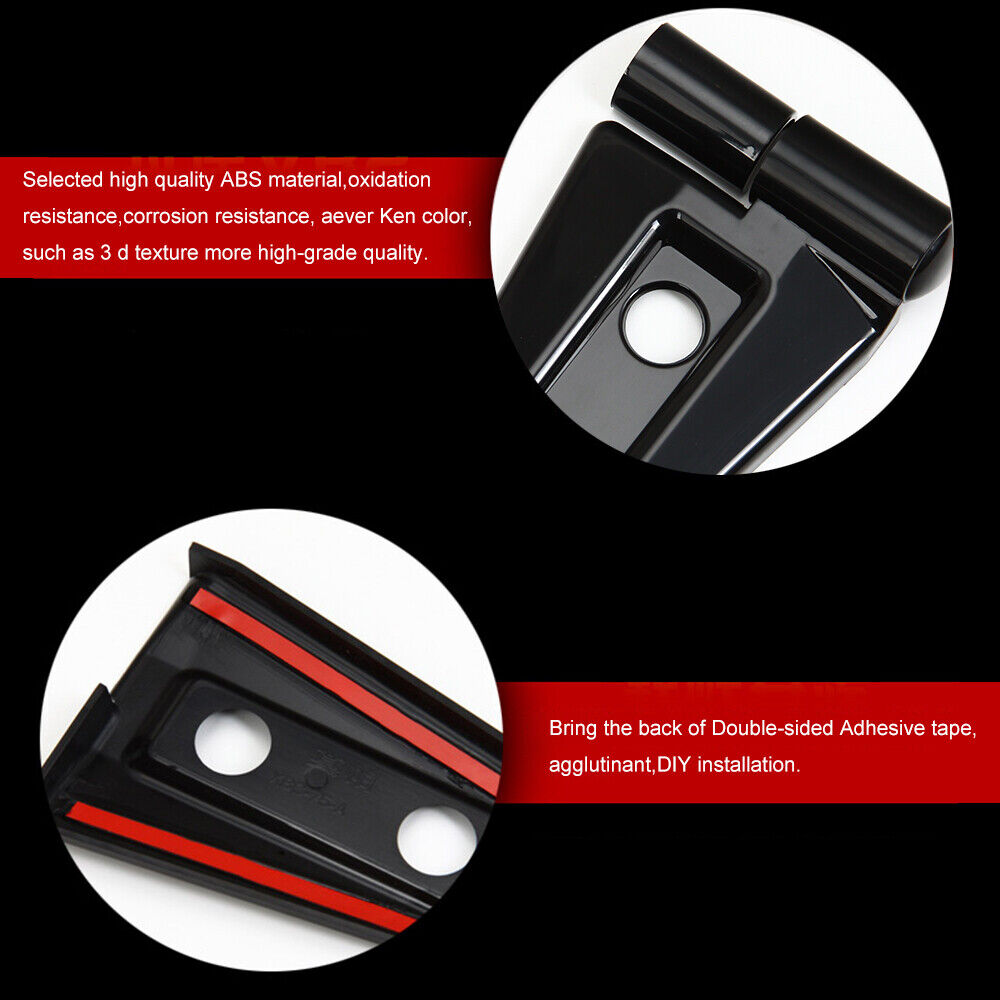 Selected high quality ABS material,oxidation
resistance,corrosion resistance, aever Ken color,
such as 3 d texture more high-grade quality.
Bring the back of Double-sided Adhesive tape,
agglutinant,DIY installation.